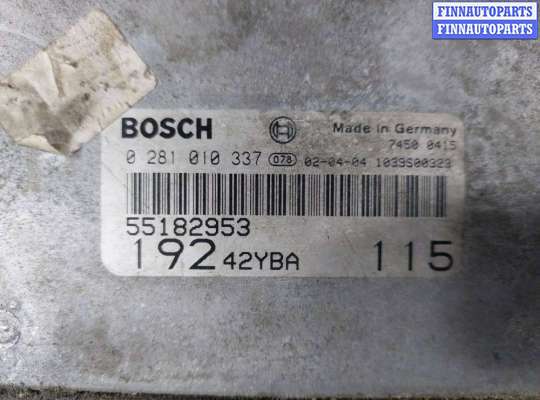 FINNAUTOPARTS
FINNAUTOPARTS
BOSCH Made in Germany
7450 0415
0 281 010 337 078 02-04-04 1039S00323
55182953
192 42YBA 115